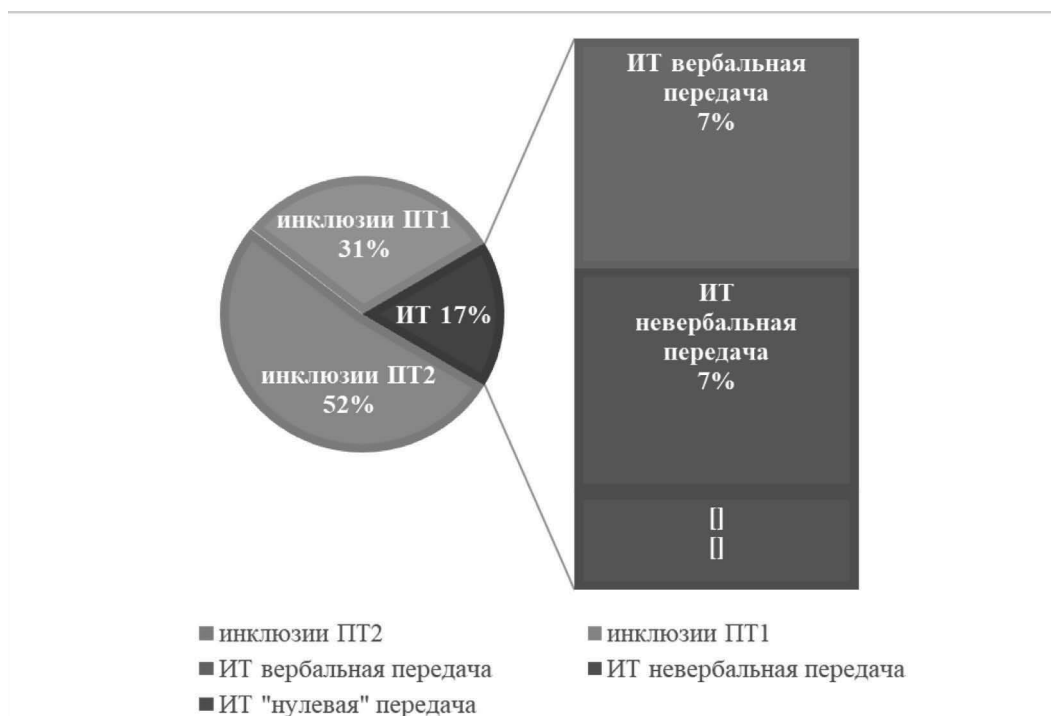 ИТ вербальная
передача
7%
инклюзии ПТ1
31%
ИТ
невербальная
передача
7%
ИТ 17%
инклюзии ПТ2
52%
[]
[]
инклюзии ПТ2
инклюзии ПТ1
ИТ вербальная передача
ИТ невербальная передача
ИТ "нулевая" передача